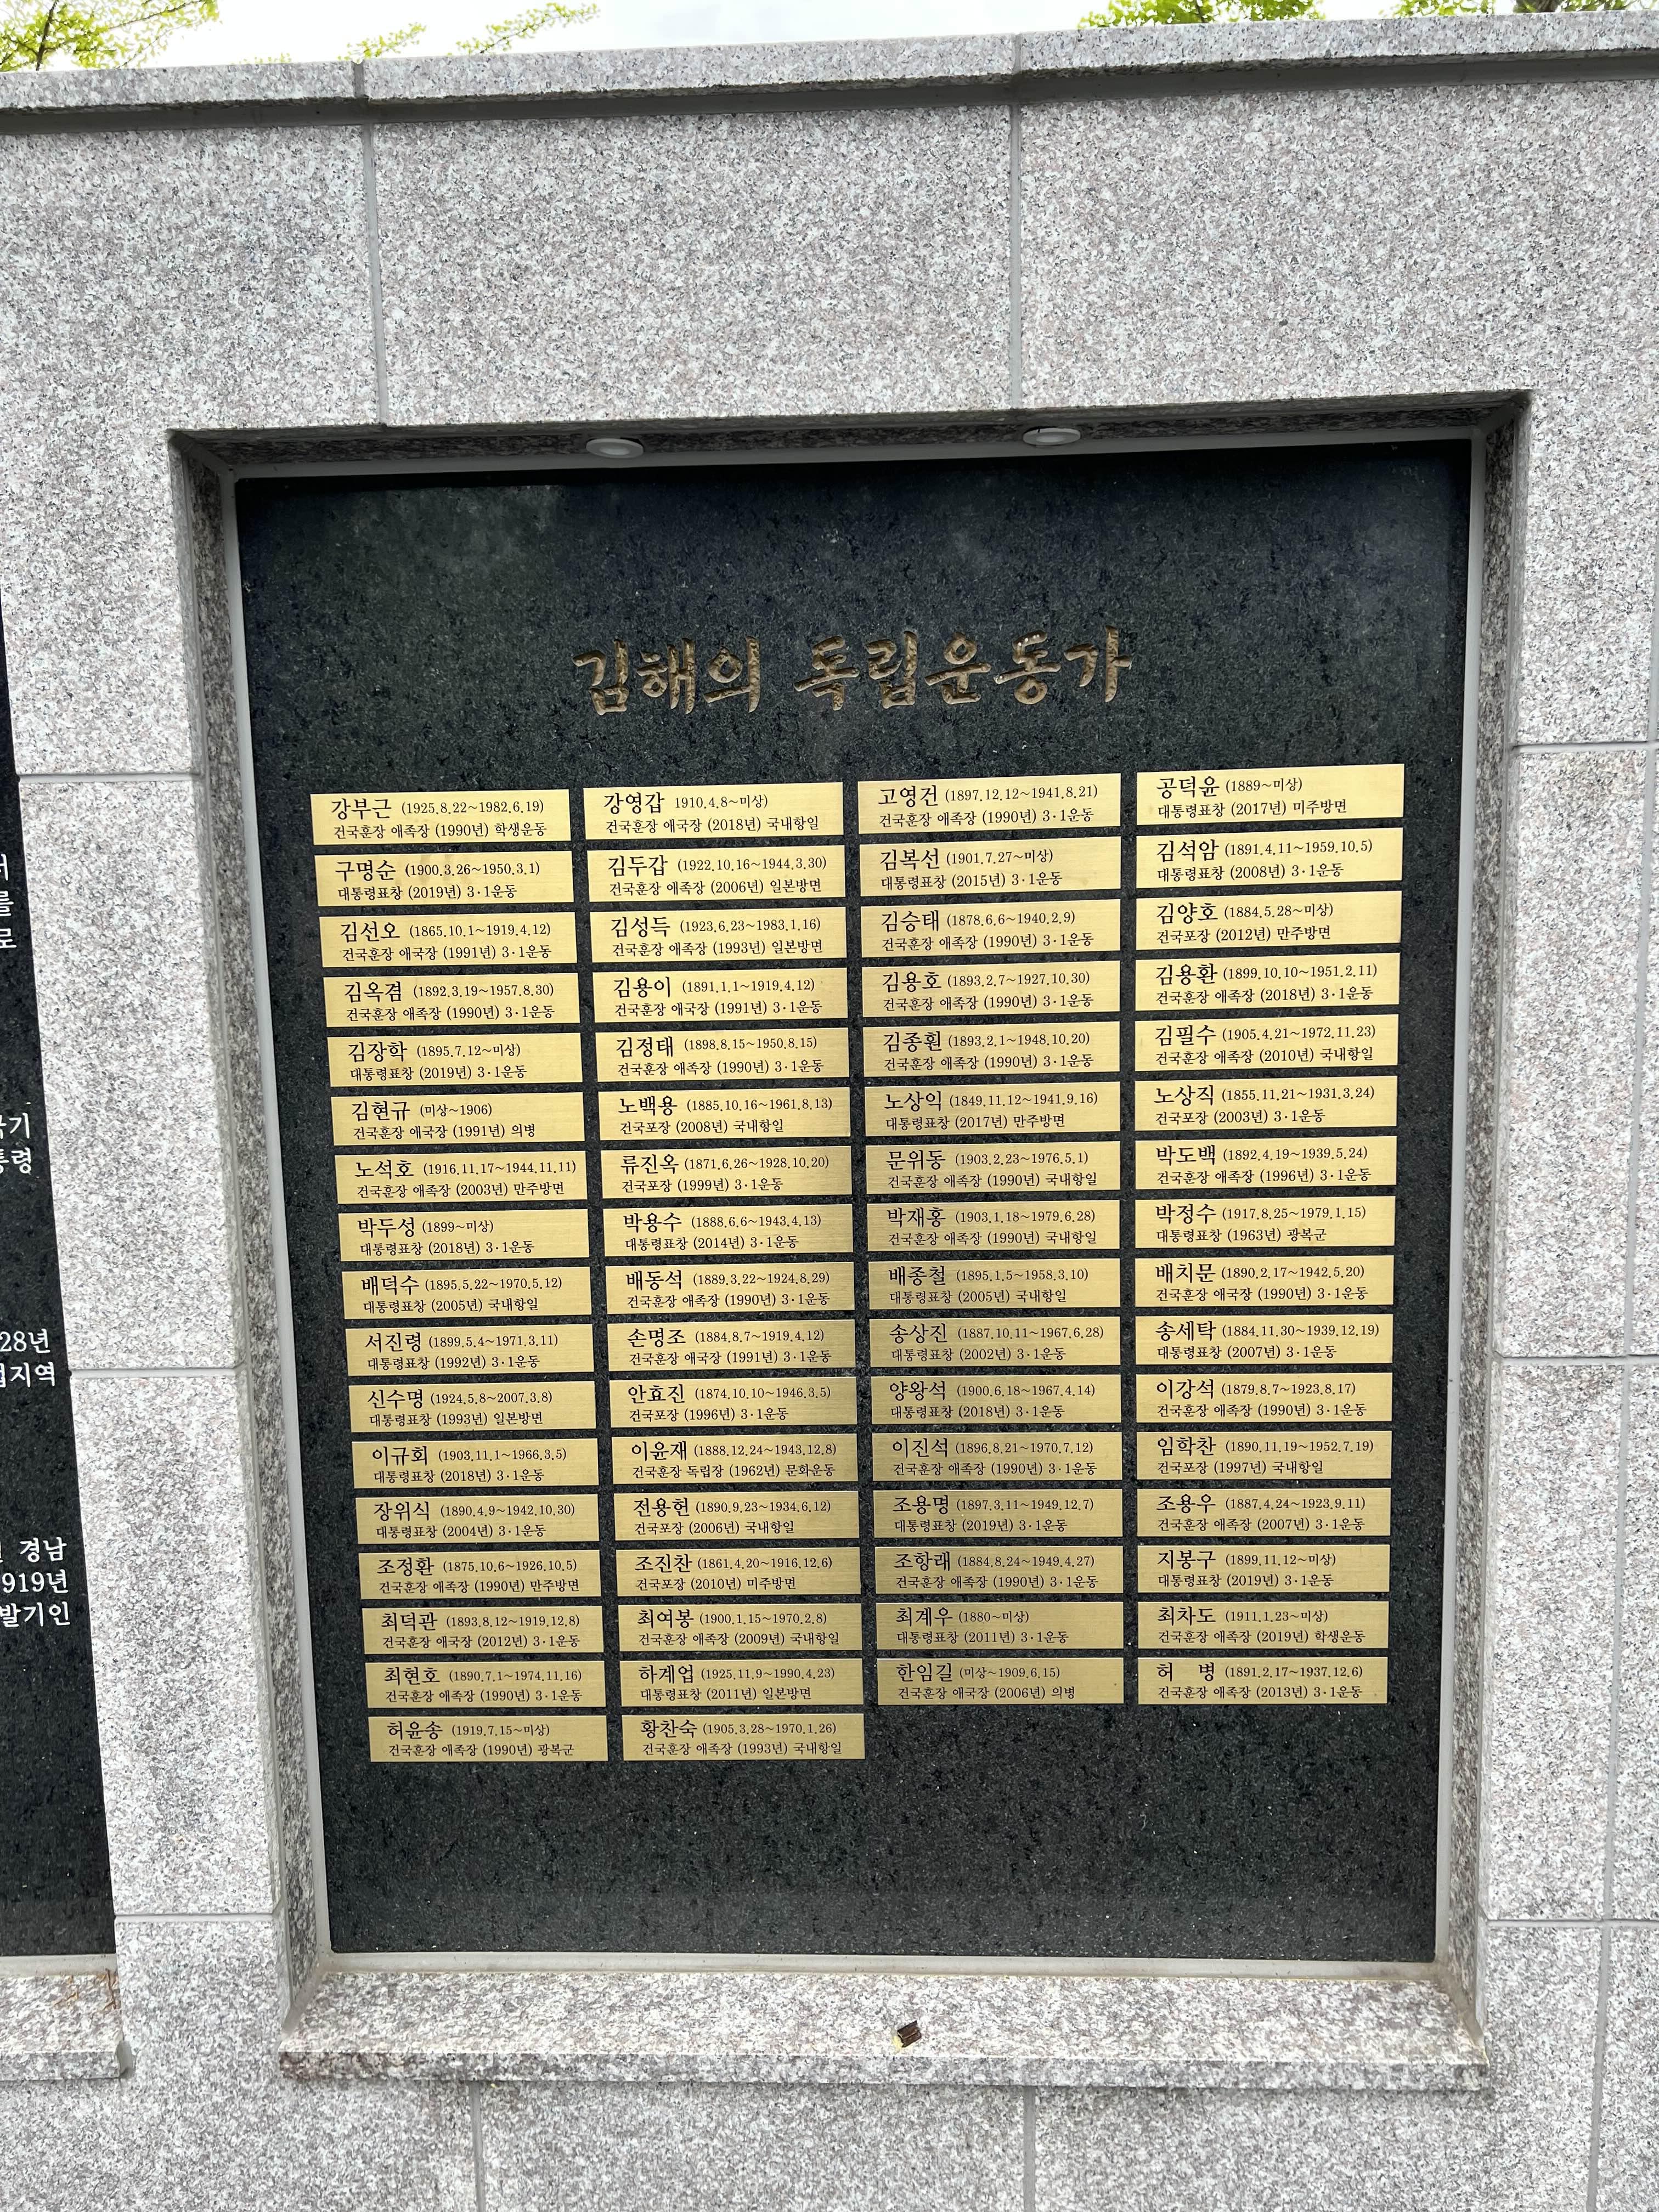 김해의 독립운동가
강부근 (1925.8.22~1982.6.19)
건국훈장 애족장 (1990년) 학생운동
강영갑 1910.4.8~미상)
건국훈장 애국장 (2018년) 국내항일
고영건 (1897.12.12~1941.8.21)
건국훈장 애족장 (1990년) 3·1운동
공덕윤 (1889~미상)
대통령표창 (2017년) 미주방면
구명순 (1900.3.26~1950.3.1)
대통령표창 (2019년) 3·1운동
김두갑 (1922.10.16~1944.3.30)
건국훈장 애족장 (2006년) 일본방면
김복선 (1901.7.27~미상)
대통령표창 (2015년) 3·1운동
김석암 (1891.4.11~1959.10.5)
대통령표창 (2008년) 3·1운동
김선오 (1865.10.1~1919.4.12)
건국훈장 애국장 (1991년) 3·1운동
김성득 (1923.6.23~1983.1.16)
건국훈장 애족장 (1993년) 일본방면
김승태 (1878.6.6~1940.2.9)
건국훈장 애족장 (1990년) 3·1운동
김양호 (1884.5.28~미상)
건국포장 (2012년) 만주방면
김옥겸 (1892.3.19~1957.8.30)
건국훈장 애족장 (1990년) 3·1운동
김용이 (1891.1.1~1919.4.12)
건국훈장 애국장 (1991년) 3·1운동
김용호 (1893.2.7~1927.10.30)
건국훈장 애족장 (1990년) 3·1운동
김용환 (1899.10.10~1951.2.11)
건국훈장 애족장 (2018년) 3·1운동
김장학 (1895.7.12~미상)
대통령표창 (2019년) 3·1운동
김정태 (1898.8.15~1950.8.15)
건국훈장 애족장 (1990년) 3·1운동
김종훤 (1893.2.1~1948.10.20)
건국훈장 애족장 (1990년) 3·1운동
김필수 (1905.4.21~1972.11.23)
건국훈장 애족장 (2010년) 국내항일
김현규 (미상~1906)
건국훈장 애국장 (1991년) 의병
노백용 (1885.10.16~1961.8.13)
건국포장 (2008년) 국내항일
노상익 (1849.11.12~1941.9.16)
대통령표창 (2017년) 만주방면
노상직 (1855.11.21~1931.3.24)
건국포장 (2003년) 3·1운동
노석호 (1916.11.17~1944.11.11)
건국훈장 애족장 (2003년) 만주방면
류진옥 (1871.6.26~1928.10.20)
건국포장 (1999년) 3·1운동
문위동 (1903.2.23~1976.5.1)
건국훈장 애족장 (1990년) 국내항일
박도백 (1892.4.19~1939.5.24)
건국훈장 애족장 (1996년) 3·1운동
박두성 (1899~미상)
대통령표창 (2018년) 3·1운동
박용수 (1888.6.6~1943.4.13)
대통령표창 (2014년) 3·1운동
박재홍 (1903.1.18~1979.6.28)
건국훈장 애족장 (1990년) 국내항일
박정수 (1917.8.25~1979.1.15)
대통령표창 (1963년) 광복군
배덕수 (1895.5.22~1970.5.12)
대통령표창 (2005년) 국내항일
배동석 (1889.3.22~1924.8.29)
건국훈장 애족장 (1990년) 3·1운동
배종철 (1895.1.5~1958.3.10)
대통령표창 (2005년) 국내항일
배치문 (1890.2.17~1942.5.20)
건국훈장 애국장 (1990년) 3·1운동
서진령 (1899.5.4~1971.3.11)
대통령표창 (1992년) 3·1운동
손명조 (1884.8.7~1919.4.12)
건국훈장 애국장 (1991년) 3·1운동
송상진 (1887.10.11~1967.6.28)
대통령표창 (2002년) 3·1운동
송세탁 (1884.11.30~1939.12.19)
대통령표창 (2007년) 3·1운동
신수명 (1924.5.8~2007.3.8)
대통령표창 (1993년) 일본방면
안효진 (1874.10.10~1946.3.5)
건국포장 (1996년) 3·1운동
양왕석 (1900.6.18~1967.4.14)
대통령표창 (2018년) 3·1운동
이강석 (1879.8.7~1923.8.17)
건국훈장 애족장 (1990년) 3·1운동
이규회 (1903.11.1~1966.3.5)
대통령표창 (2018년) 3·1운동
이윤재 (1888.12.24~1943.12.8)
건국훈장 독립장 (1962년) 문화운동
이진석 (1896.8.21~1970.7.12)
건국훈장 애족장 (1990년) 3·1운동
임학찬 (1890.11.19~1952.7.19)
건국포장 (1997년) 국내항일
장위식 (1890.4.9~1942.10.30)
대통령표창 (2004년) 3·1운동
전용헌 (1890.9.23~1934.6.12)
건국포장 (2006년) 국내항일
조용명 (1897.3.11~1949.12.7)
대통령표창 (2019년) 3·1운동
조용우 (1887.4.24~1923.9.11)
건국훈장 애족장 (2007년) 3·1운동
조정환 (1875.10.6~1926.10.5)
건국훈장 애족장 (1990년) 만주방면
조진찬 (1861.4.20~1916.12.6)
건국포장 (2010년) 미주방면
조항래 (1884.8.24~1949.4.27)
건국훈장 애족장 (1990년) 3·1운동
지봉구 (1899.11.12~미상)
대통령표창 (2019년) 3·1운동
최덕관 (1893.8.12~1919.12.8)
건국훈장 애국장 (2012년) 3·1운동
최여봉 (1900.1.15~1970.2.8)
건국훈장 애족장 (2009년) 국내항일
최계우 (1880~미상)
대통령표창 (2011년) 3·1운동
최차도 (1911.1.23~미상)
건국훈장 애족장 (2019년) 학생운동
최현호 (1890.7.1~1974.11.16)
건국훈장 애족장 (1990년) 3·1운동
하계업 (1925.11.9~1990.4.23)
대통령표창 (2011년) 일본방면
한임길 (미상~1909.6.15)
건국훈장 애국장 (2006년) 의병
허 병 (1891.2.17~1937.12.6)
건국훈장 애족장 (2013년) 3·1운동
허윤송 (1919.7.15~미상)
건국훈장 애족장 (1990년) 광복군
황찬숙 (1905.3.28~1970.1.26)
건국훈장 애족장 (1993년) 국내항일
를
로
28년
지역
경남
919년
발기인